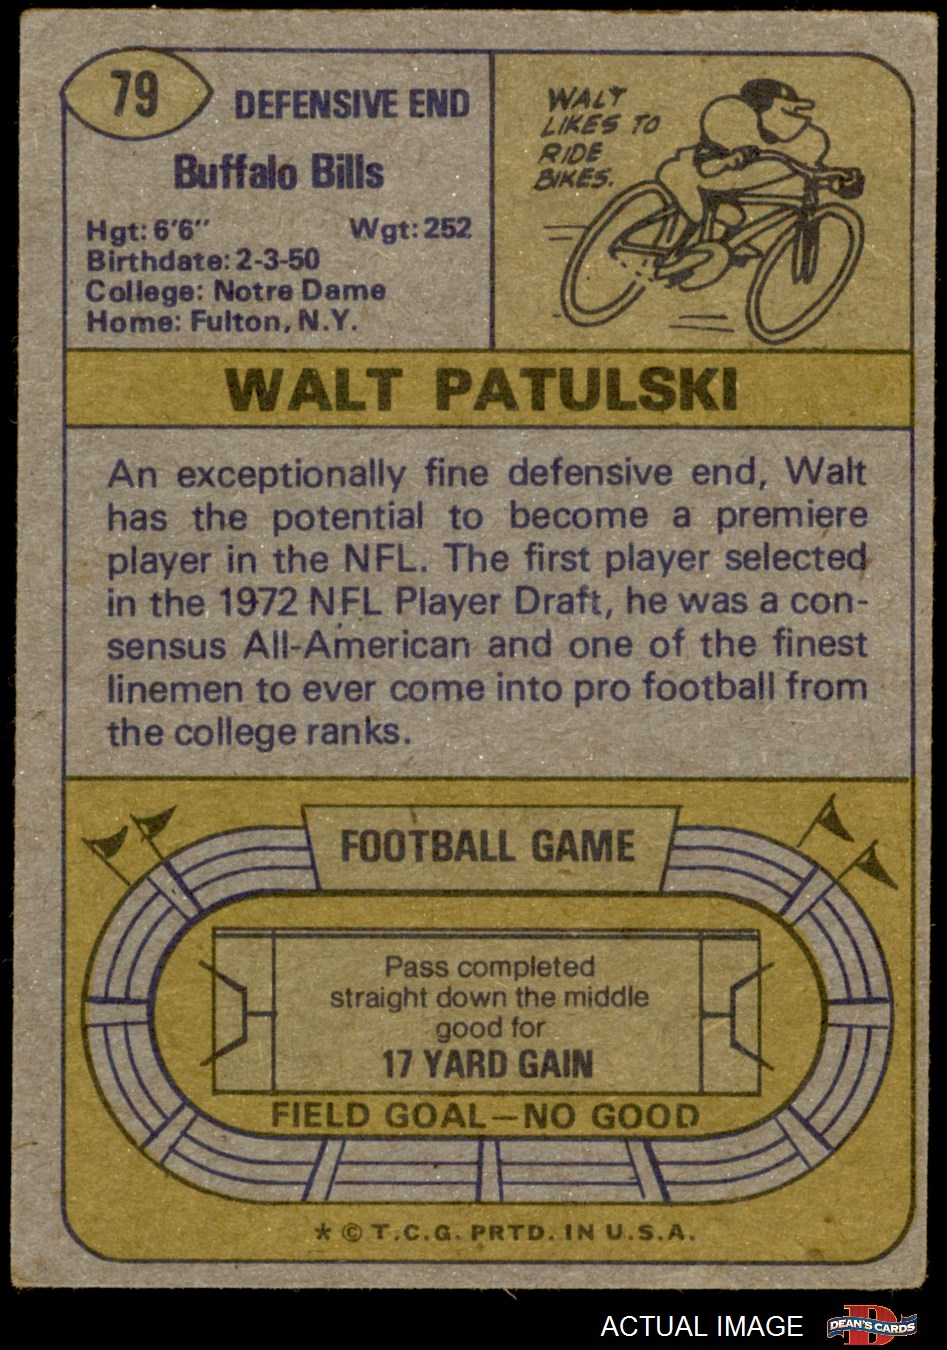 79
DEFENSIVE END
Buffalo Bills
Hgt: 6'6" Wgt: 252
Birthdate: 2-3-50
College: Notre Dame
Home: Fulton, N.Y.
WALT
LIKES TO
RIDE
BIKES.
WALT PATULSKI
An exceptionally fine defensive end, Walt
has the potential to become a premiere
player in the NFL. The first player selected
in the 1972 NFL Player Draft, he was a con-
sensus All-American and one of the finest
linemen to ever come into pro football from
the college ranks.
FOOTBALL GAME
Pass completed
straight down the middle
good for
17 YARD GAIN
FIELD GOAL—NO GOOD
* © T.C.G. PRTD. IN U.S.A.
ACTUAL IMAGE
D
DEAN'S CARDS